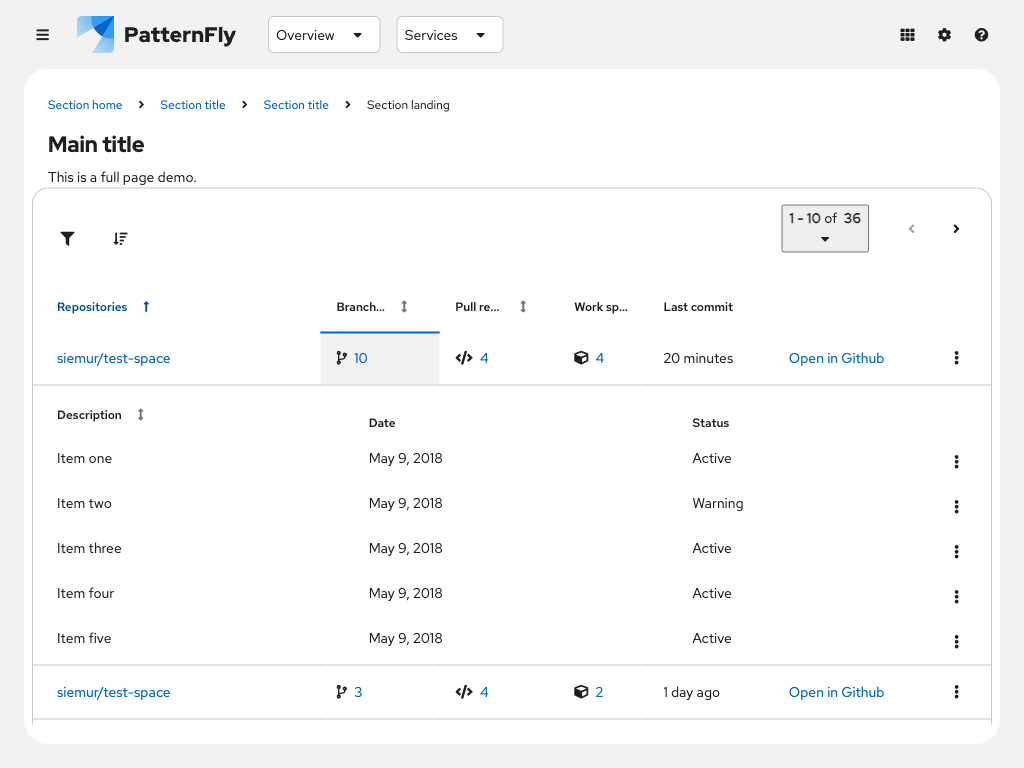 PatternFly Overview Services
Section home Section title Section title Section landing
Main title
This is a full page demo.
1 - 10 of 36
Repositories Branch... Pull re... Work sp... Last commit
siemur/test-space 10 4 4 20 minutes Open in Github
Description Date Status
Item one May 9, 2018 Active
Item two May 9, 2018 Warning
Item three May 9, 2018 Active
Item four May 9, 2018 Active
Item five May 9, 2018 Active
siemur/test-space 3 4 2 1 day ago Open in Github